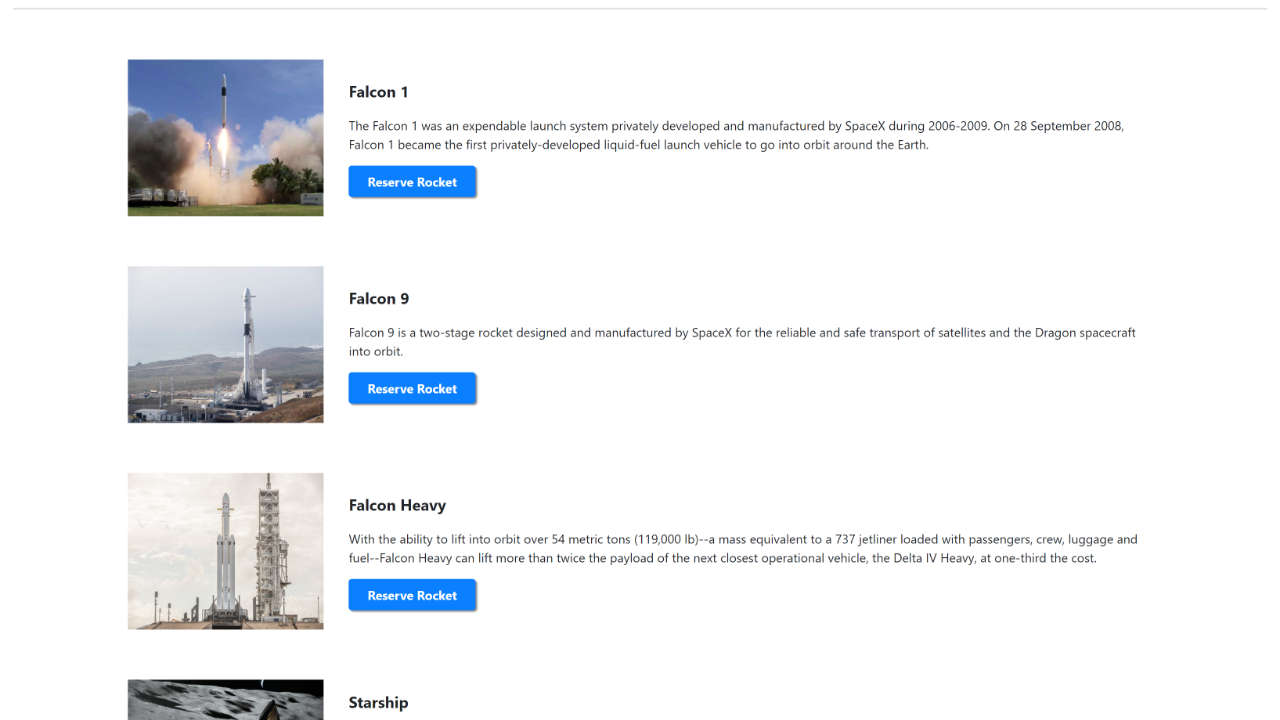 Falcon 1
The Falcon 1 was an expendable launch system privately developed and manufactured by SpaceX during 2006-2009. On 28 September 2008,
Falcon 1 became the first privately-developed liquid-fuel launch vehicle to go into orbit around the Earth.
Reserve Rocket
Falcon 9
Falcon 9 is a two-stage rocket designed and manufactured by SpaceX for the reliable and safe transport of satellites and the Dragon spacecraft
into orbit.
Reserve Rocket
Falcon Heavy
With the ability to lift into orbit over 54 metric tons (119,000 lb)--a mass equivalent to a 737 jetliner loaded with passengers, crew, luggage and
fuel--Falcon Heavy can lift more than twice the payload of the next closest operational vehicle, the Delta IV Heavy, at one-third the cost.
Reserve Rocket
Starship